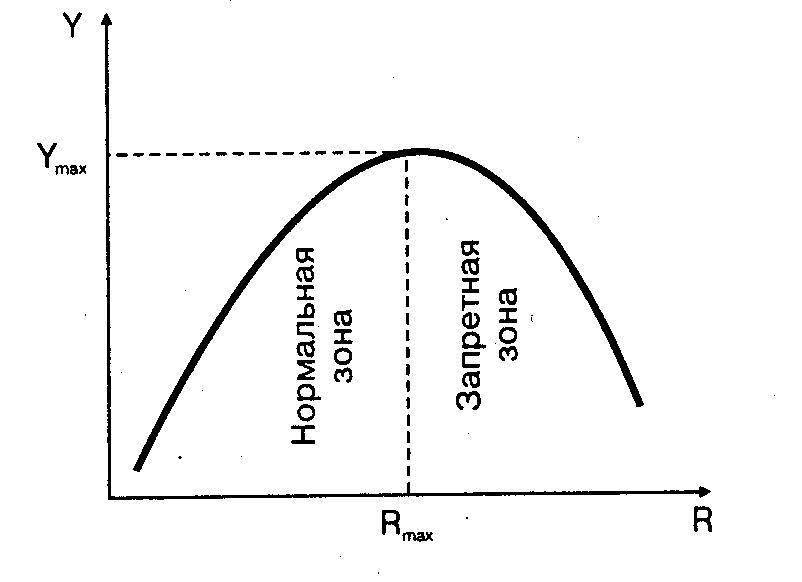 Y
Ymax
Нормальная
зона
Запретная
зона
Rmax
R